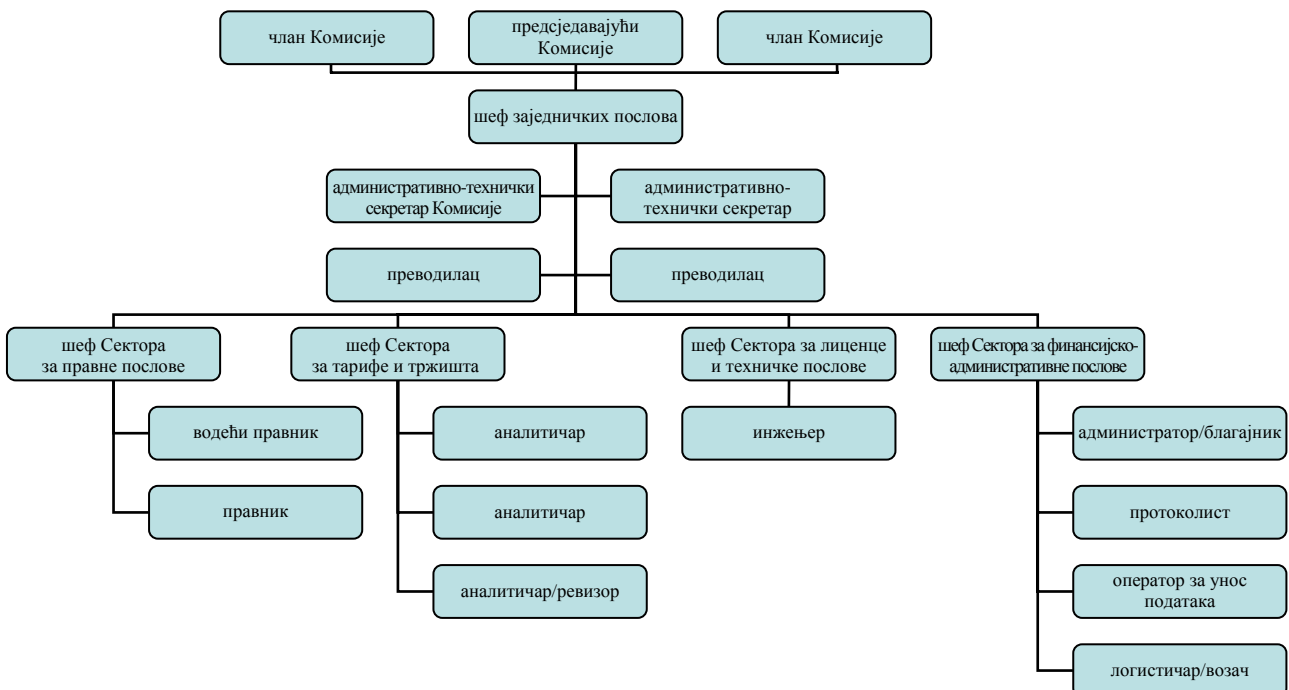 члан Комисије
предсједавајући
Комисије
члан Комисије
шеф заједничких послова
административно-технички
секретар Комисије
административно-
технички секретар
преводилац
преводилац
шеф Сектора
за правне послове
шеф Сектора
за тарифе и тржишта
шеф Сектора за лиценце
и техничке послове
шеф Сектора за финансијско-
административне послове
водећи правник
аналитичар
инжењер
администратор/благајник
правник
аналитичар
протоколист
аналитичар/ревизор
оператор за унос
података
логистичар/возач